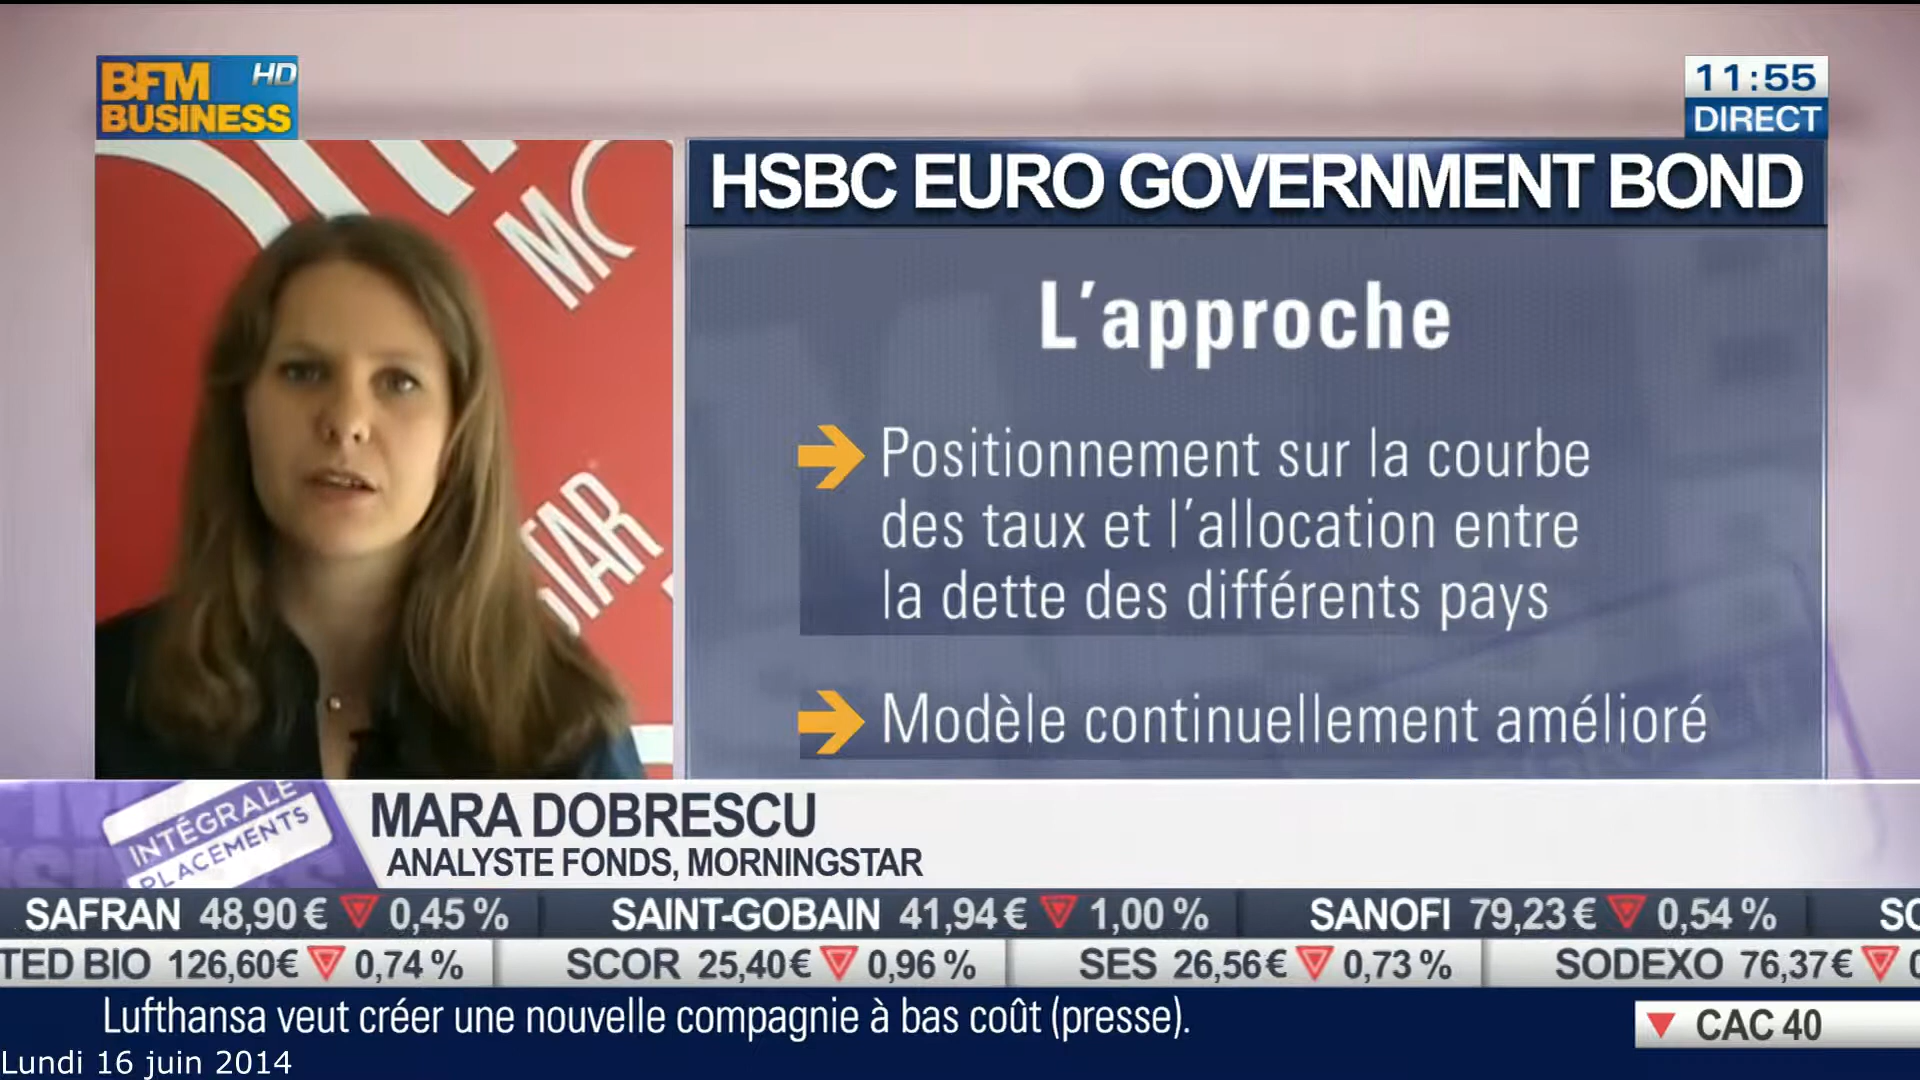 BFM HD
BUSINESS
11:55
DIRECT
HSBC EURO GOVERNMENT BOND
L'approche
Positionnement sur la courbe
des taux et l'allocation entre
la dette des différents pays
Modèle continuellement amélioré
INTÉGRALE
PLACEMENTS
MARA DOBRESCU
ANALYSTE FONDS, MORNINGSTAR
SAFRAN 48,90€ 0,45% SAINT-GOBAIN 41,94€ 1,00% SANOFI 79,23€ 0,54%
TED BIO 126,60€ 0,74% SCOR 25,40€ 0,96% SES 26,56€ 0,73% SODEXO 76,37€
Lufthansa veut créer une nouvelle compagnie à bas coût (presse).
CAC 40
Lundi 16 juin 2014